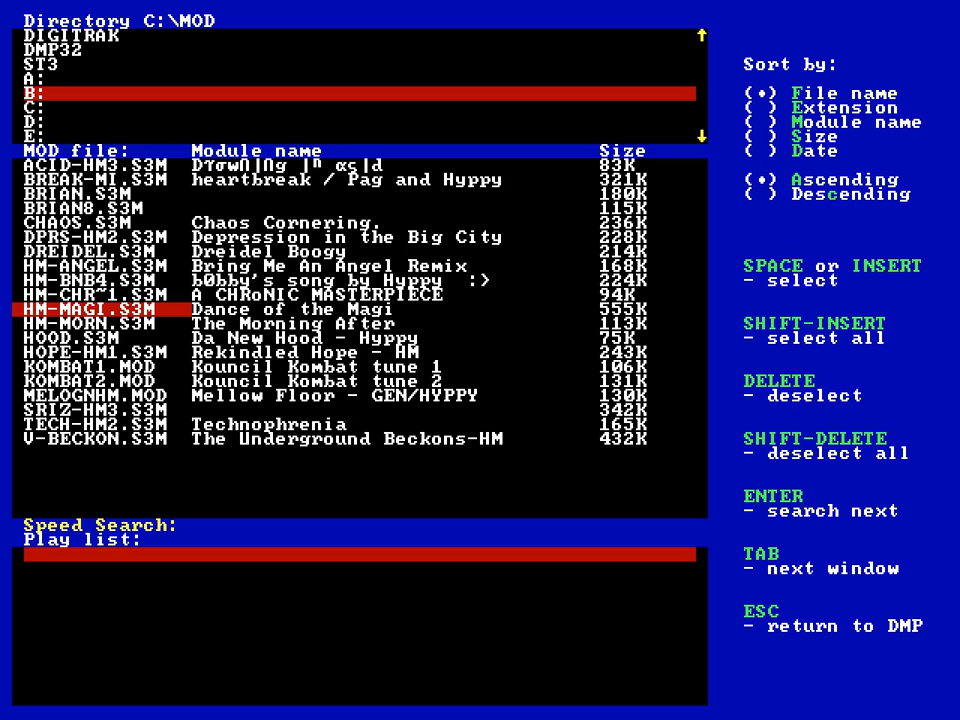 Directory C:\MOD
DIGITRAK
DMP32
ST3
A:
B:
C:
D:
E:
MOD file: Module name Size
ACID-HM3.S3M DϓσwΠ|Πg |ⁿ ας|d 83K
BREAK-MI.S3M heartbreak / Pag and Hyppy 321K
BRIAN.S3M 180K
BRIAN8.S3M 115K
CHAOS.S3M Chaos Cornering. 236K
DPRS-HM2.S3M Depression in the Big City 228K
DREIDEL.S3M Dreidel Boogy 214K
HM-ANGEL.S3M Bring Me An Angel Remix 168K
HM-BNB4.S3M b0bby's song by Hyppy :> 224K
HM-CHR~1.S3M A CHRoNIC MASTERPIECE 94K
HM-MAGI.S3M Dance of the Magi 555K
HM-MORN.S3M The Morning After 113K
HOOD.S3M Da New Hood - Hyppy 75K
HOPE-HM1.S3M Rekindled Hope - HM 243K
KOMBAT1.MOD Kouncil Kombat tune 1 106K
KOMBAT2.MOD Kouncil Kombat tune 2 131K
MELOGNHM.MOD Mellow Floor - GEN/HYPPY 130K
SRIZ-HM3.S3M 342K
TECH-HM2.S3M Technophrenia 165K
V-BECKON.S3M The Underground Beckons-HM 432K
Speed Search:
Play list:
Sort by:
(•) File name
( ) Extension
( ) Module name
( ) Size
( ) Date
(•) Ascending
( ) Descending
SPACE or INSERT
- select
SHIFT-INSERT
- select all
DELETE
- deselect
SHIFT-DELETE
- deselect all
ENTER
- search next
TAB
- next window
ESC
- return to DMP